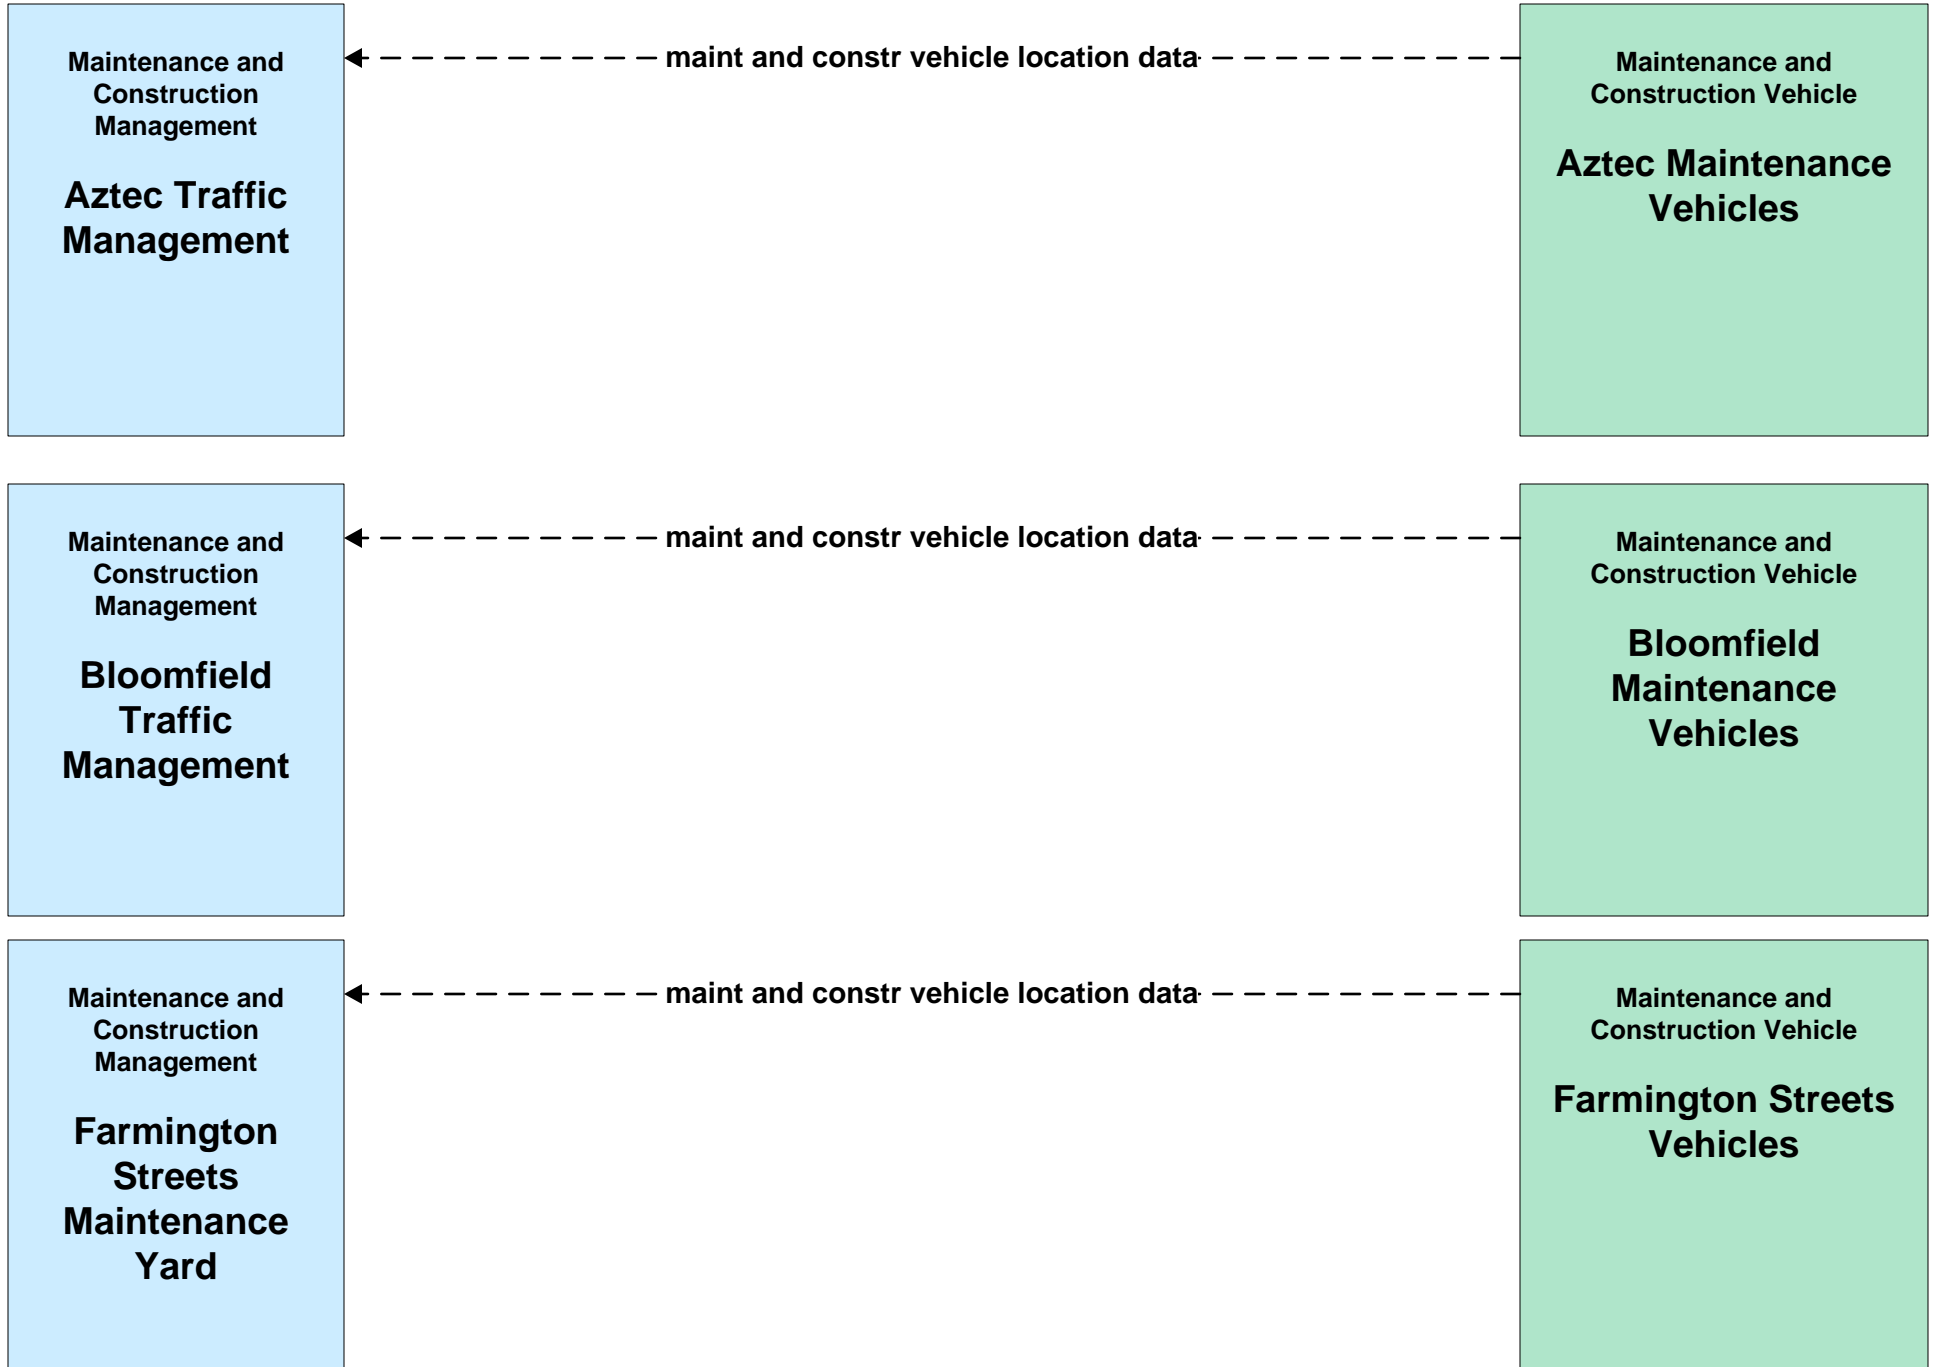 Maintenance and
Construction
Management
Aztec Traffic
Management
maint and constr vehicle location data
Maintenance and
Construction Vehicle
Aztec Maintenance
Vehicles
Maintenance and
Construction
Management
Bloomfield
Traffic
Management
maint and constr vehicle location data
Maintenance and
Construction Vehicle
Bloomfield
Maintenance
Vehicles
Maintenance and
Construction
Management
Farmington
Streets
Maintenance
Yard
maint and constr vehicle location data
Maintenance and
Construction Vehicle
Farmington Streets
Vehicles